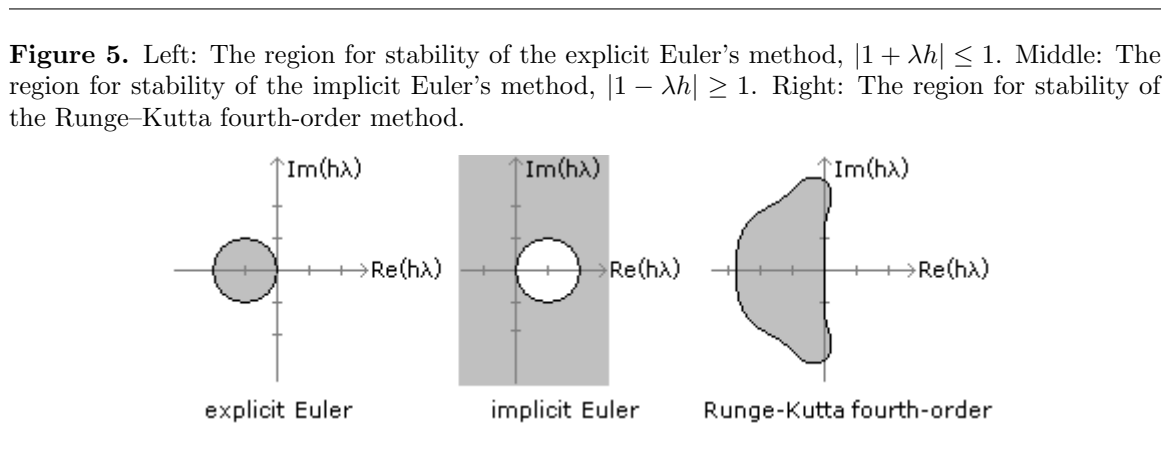 Figure 5. Left: The region for stability of the explicit Euler's method, |1 + λh| ≤ 1. Middle: The
region for stability of the implicit Euler's method, |1 − λh| ≥ 1. Right: The region for stability of
the Runge–Kutta fourth-order method.
Im(hλ) Im(hλ) Im(hλ)
Re(hλ) Re(hλ) Re(hλ)
explicit Euler implicit Euler Runge-Kutta fourth-order